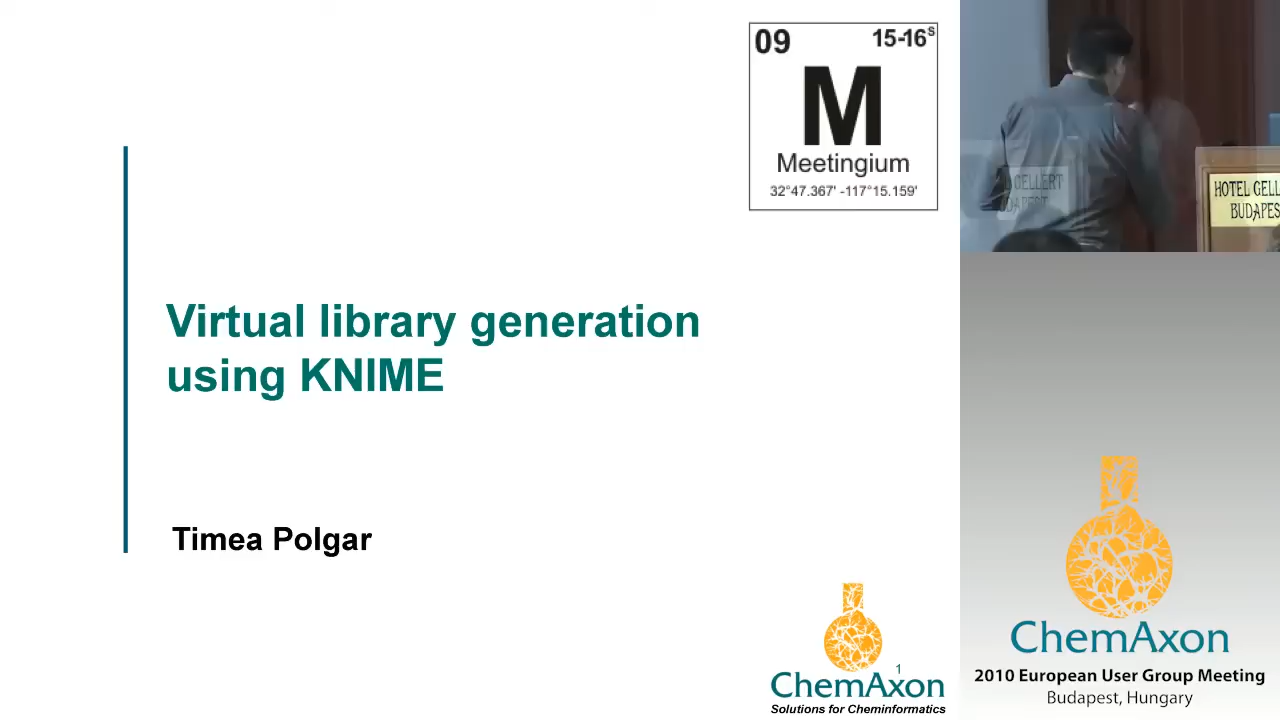 09
15-16S
M
Meetingium
32°47.367' -117°15.159'
Virtual library generation
using KNIME
Timea Polgar
1
ChemAxon
Solutions for Cheminformatics
HOTEL GELL
BUDAPES
GELLERT
ChemAxon
2010 European User Group Meeting
Budapest, Hungary